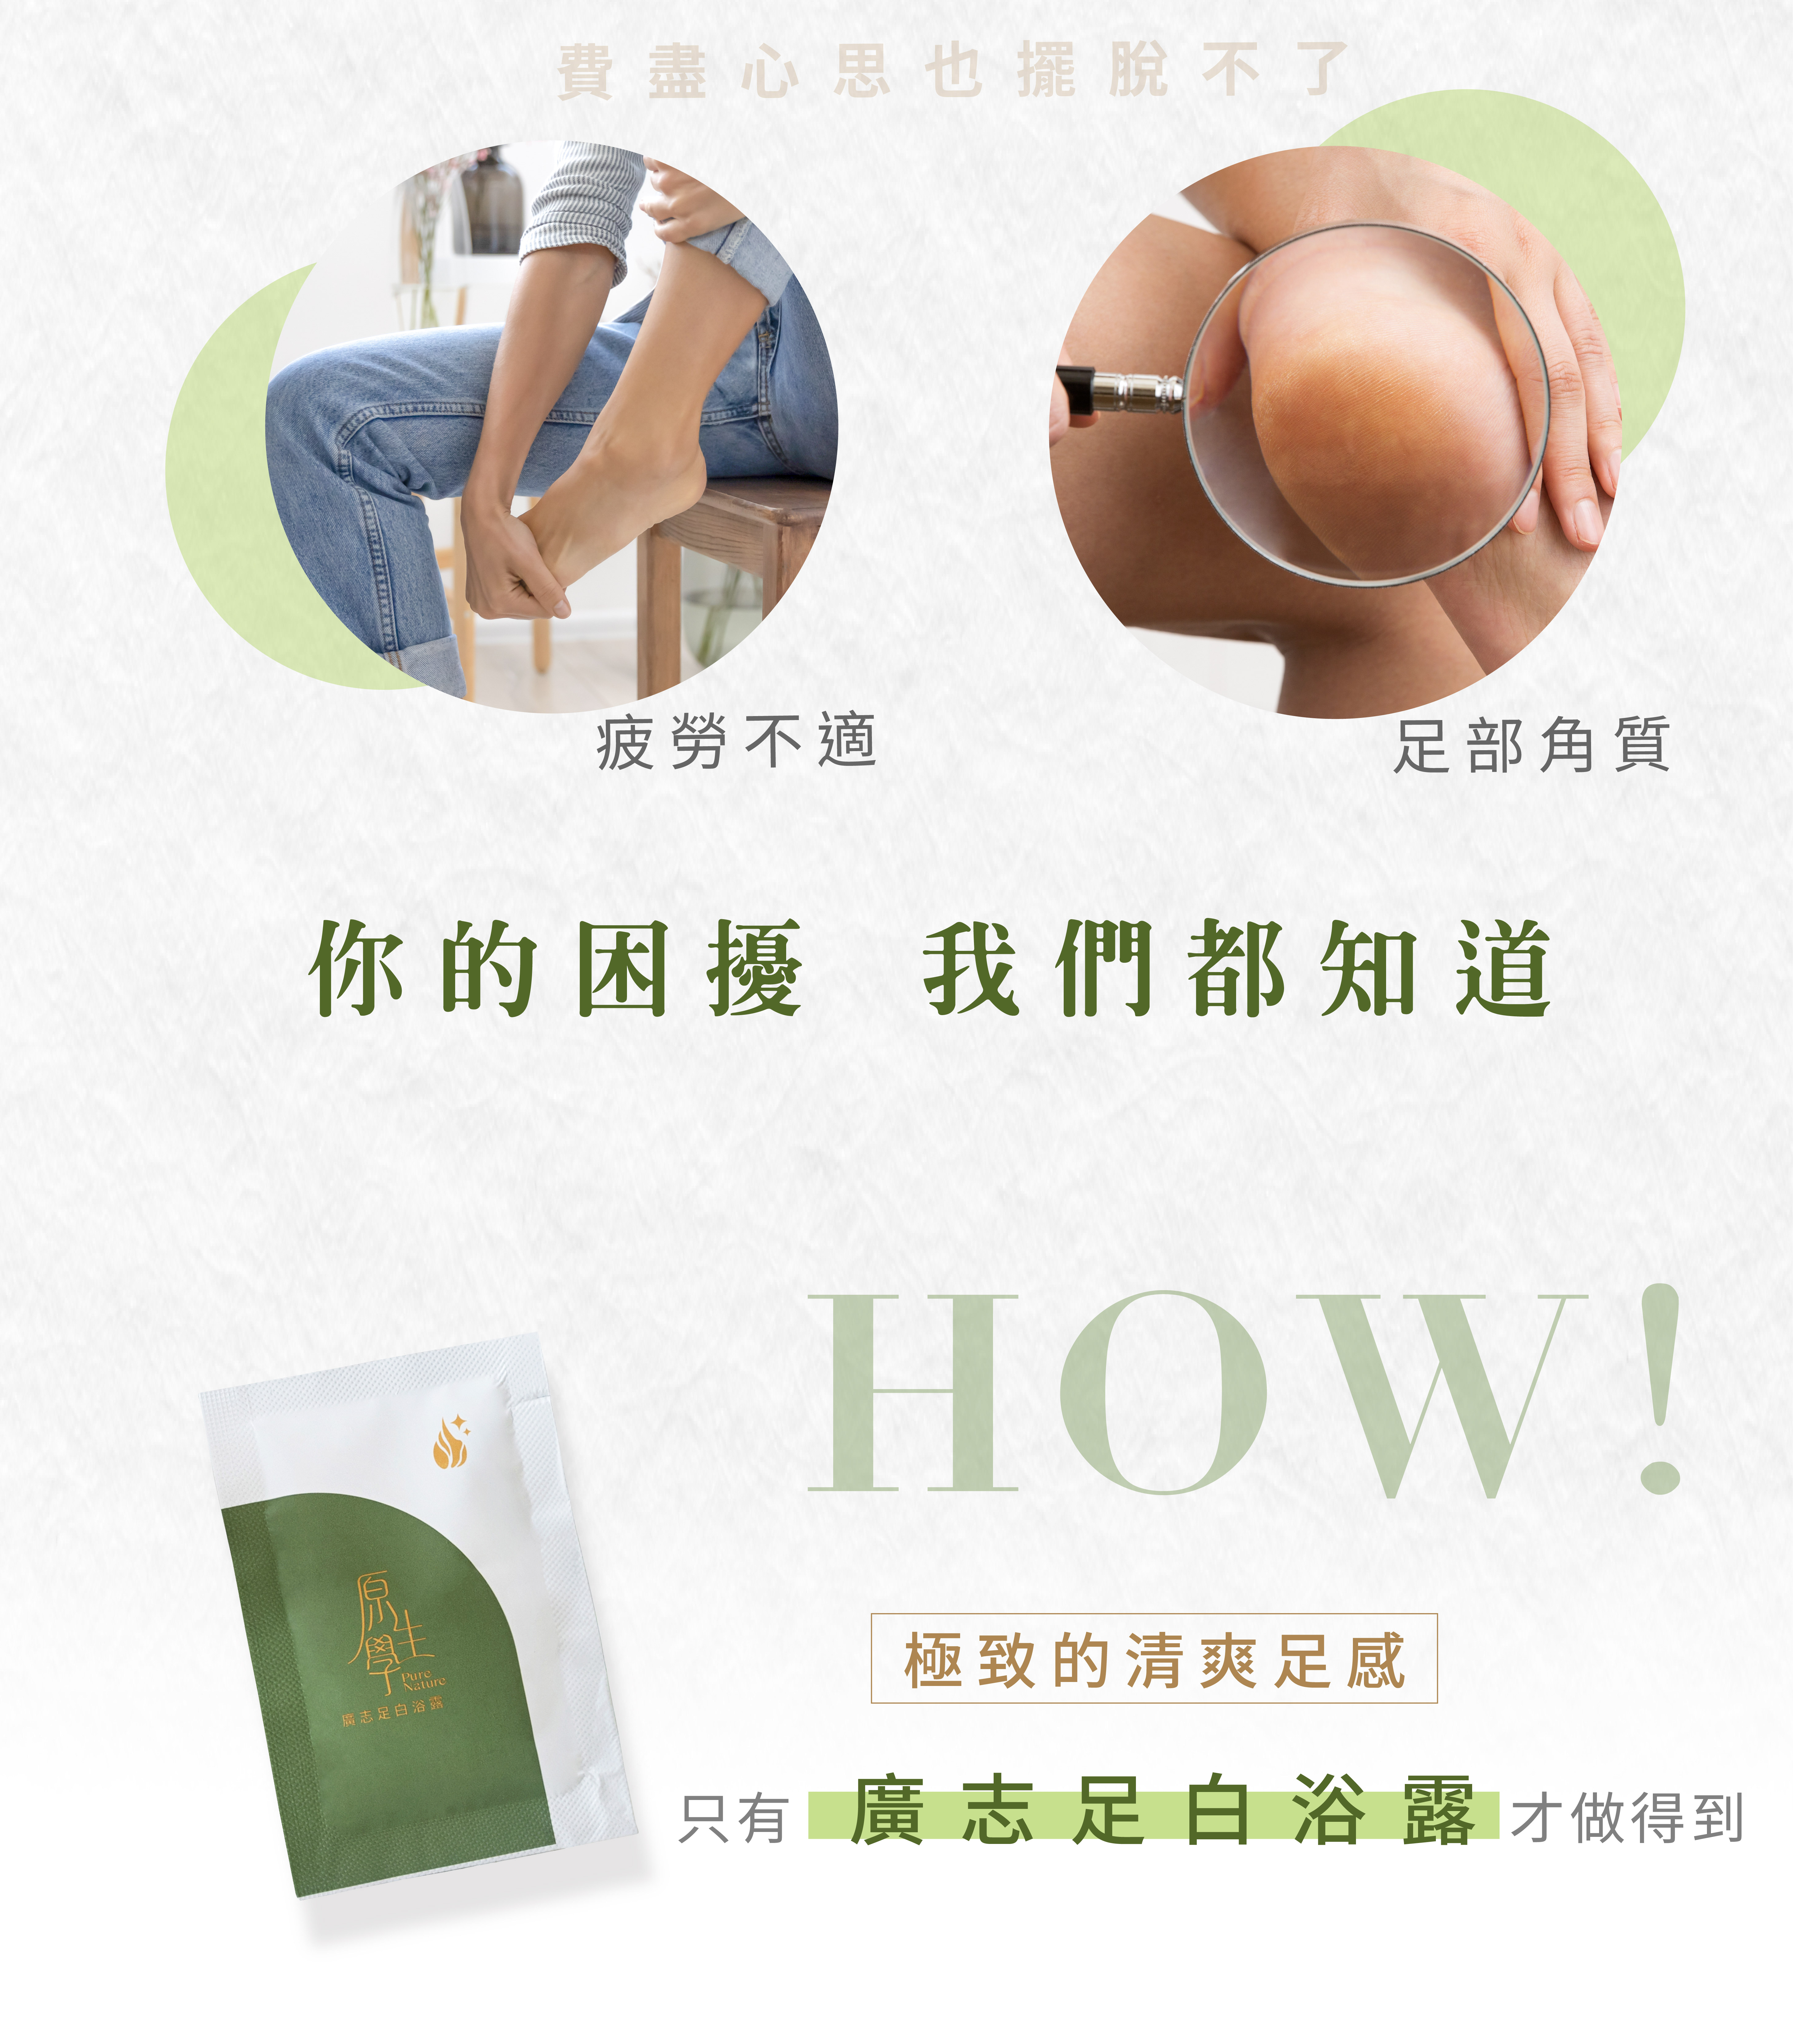 費盡心思也擺脫不了
疲勞不適
足部角質
你的困擾 我們都知道
HOW!
原生學
Pure
Nature
廣志足白浴露
極致的清爽足感
只有 廣志足白浴露 才做得到